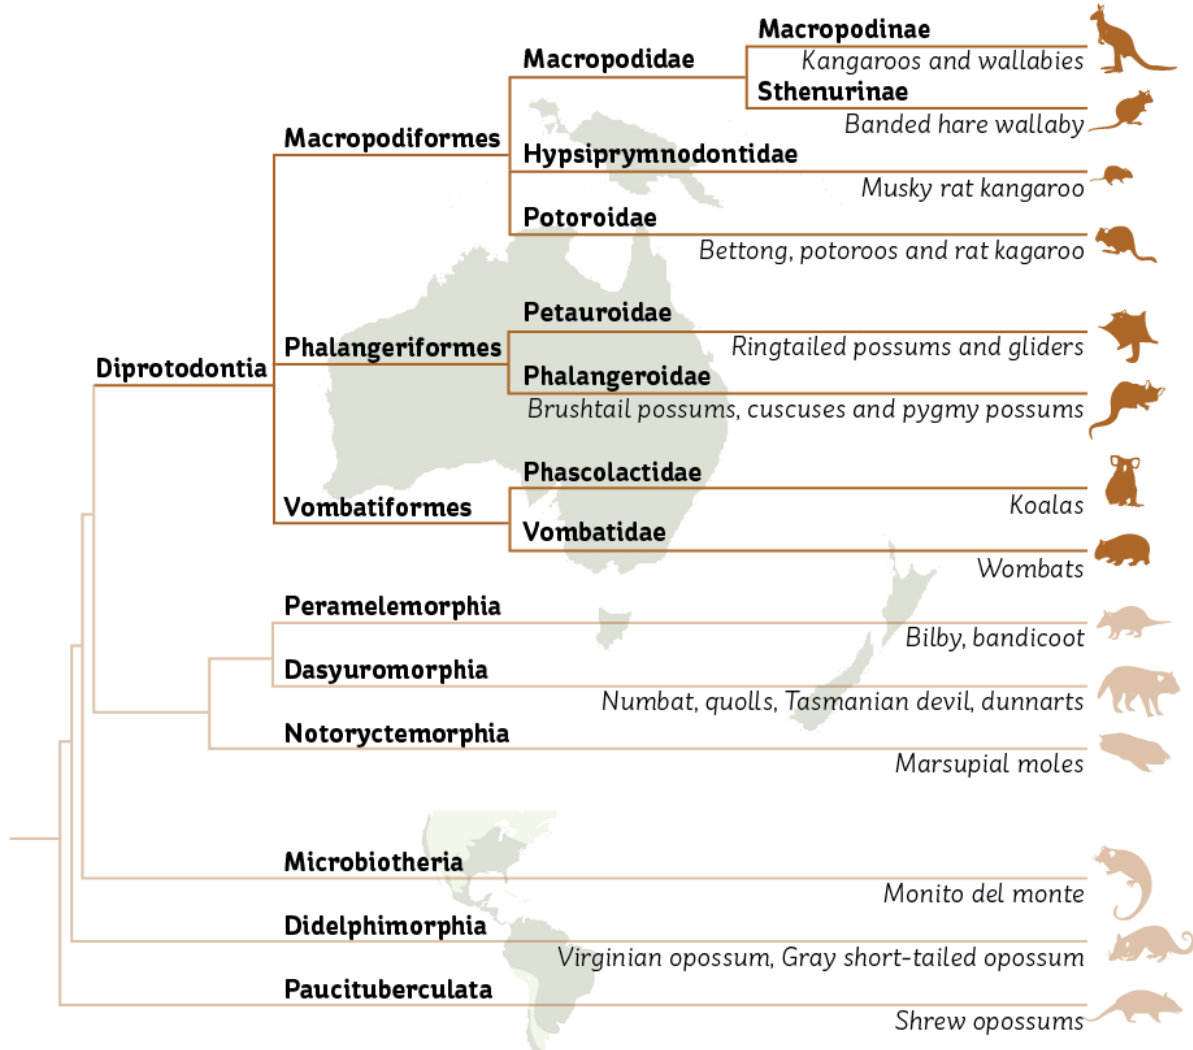 Macropodinae
Kangaroos and wallabies
Macropodidae
Sthenurinae
Banded hare wallaby
Macropodiformes
Hypsiprymnodontidae
Musky rat kangaroo
Potoroidae
Bettong, potoroos and rat kagaroo
Petauroidae
Ringtailed possums and gliders
Phalangeriformes
Diprotodontia
Phalangeroidae
Brushtail possums, cuscuses and pygmy possums
Phascolactidae
Koalas
Vombatiformes
Vombatidae
Wombats
Peramelemorphia
Bilby, bandicoot
Dasyuromorphia
Numbat, quolls, Tasmanian devil, dunnarts
Notoryctemorphia
Marsupial moles
Microbiotheria
Monito del monte
Didelphimorphia
Virginian opossum, Gray short-tailed opossum
Paucituberculata
Shrew opossums